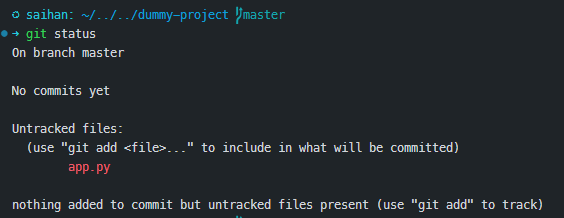 saihan: ~/../../dummy-project master
→ git status
On branch master
No commits yet
Untracked files:
(use "git add <file>..." to include in what will be committed)
app.py
nothing added to commit but untracked files present (use "git add" to track)